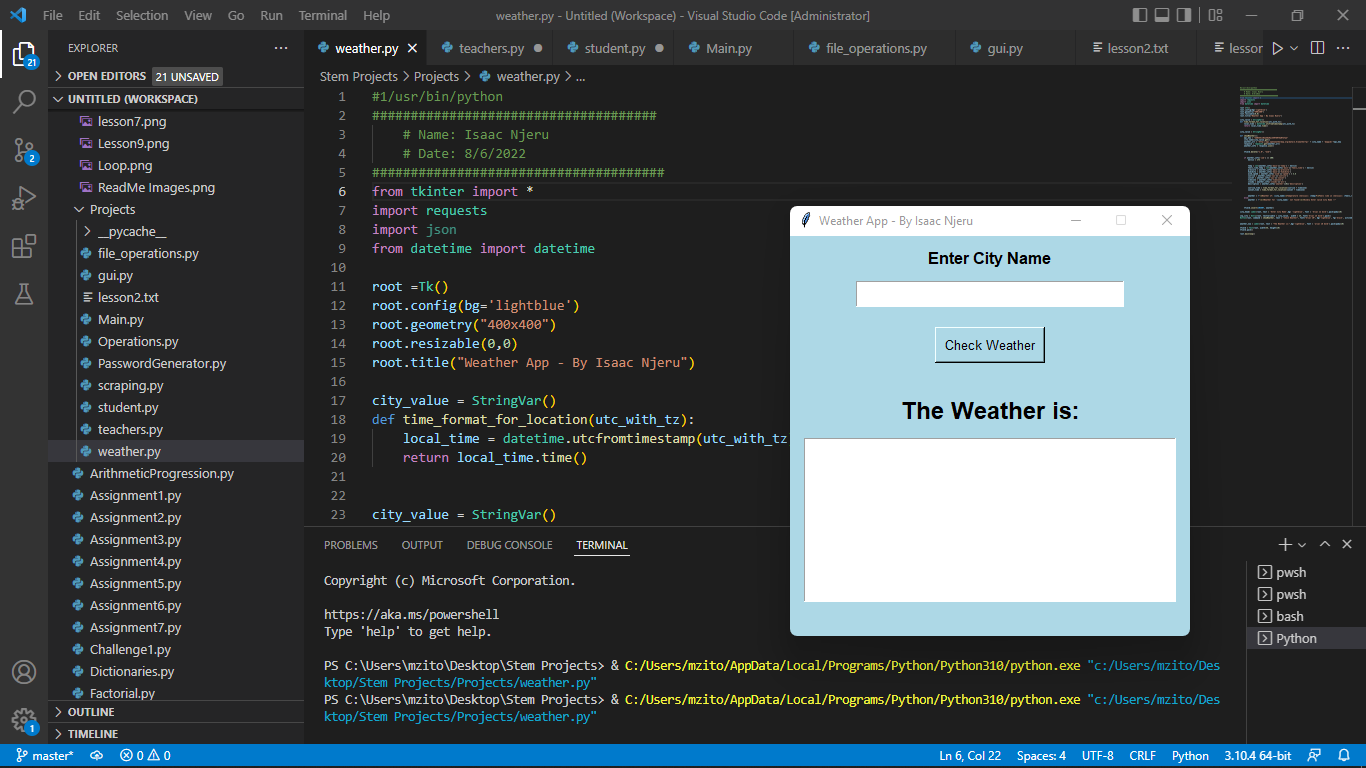 File Edit Selection View Go Run Terminal Help weather.py - Untitled (Workspace) - Visual Studio Code [Administrator]
EXPLORER
OPEN EDITORS 21 UNSAVED
UNTITLED (WORKSPACE)
lesson7.png
Lesson9.png
Loop.png
ReadMe Images.png
Projects
__pycache__
file_operations.py
gui.py
lesson2.txt
Main.py
Operations.py
PasswordGenerator.py
scraping.py
student.py
teachers.py
weather.py
ArithmeticProgression.py
Assignment1.py
Assignment2.py
Assignment3.py
Assignment4.py
Assignment5.py
Assignment6.py
Assignment7.py
Challenge1.py
Dictionaries.py
Factorial.py
OUTLINE
TIMELINE
21
2
1
weather.py teachers.py student.py Main.py file_operations.py gui.py lesson2.txt lesson
Stem Projects > Projects > weather.py > ...
1 #1/usr/bin/python
2 #####################################
3 # Name: Isaac Njeru
4 # Date: 8/6/2022
5 ######################################
6 from tkinter import *
7 import requests
8 import json
9 from datetime import datetime
10
11 root =Tk()
12 root.config(bg='lightblue')
13 root.geometry("400x400")
14 root.resizable(0,0)
15 root.title("Weather App - By Isaac Njeru")
16
17 city_value = StringVar()
18 def time_format_for_location(utc_with_tz):
19 local_time = datetime.utcfromtimestamp(utc_with_tz
20 return local_time.time()
21
22
23 city_value = StringVar()
Weather App - By Isaac Njeru
Enter City Name
Check Weather
The Weather is:
PROBLEMS OUTPUT DEBUG CONSOLE TERMINAL
Copyright (c) Microsoft Corporation.
https://aka.ms/powershell
Type 'help' to get help.
PS C:\Users\mzito\Desktop\Stem Projects> & C:/Users/mzito/AppData/Local/Programs/Python/Python310/python.exe "c:/Users/mzito/Des
ktop/Stem Projects/Projects/weather.py"
PS C:\Users\mzito\Desktop\Stem Projects> & C:/Users/mzito/AppData/Local/Programs/Python/Python310/python.exe "c:/Users/mzito/Des
ktop/Stem Projects/Projects/weather.py"
pwsh
pwsh
bash
Python
master* 0 0 Ln 6, Col 22 Spaces: 4 UTF-8 CRLF Python 3.10.4 64-bit